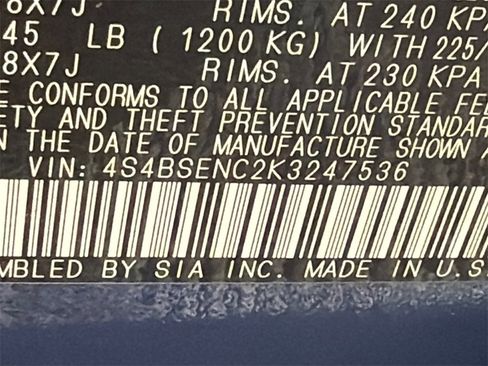 8X7J RIMS. AT 240 KPA
45 LB ( 1200 KG) WITH 225/
8X7J RIMS. AT 230 KPA
E CONFORMS TO ALL APPLICABLE FE
ETY AND THEFT PREVENTION STANDAR
N THE DATE OF MANUFACTURE SHOWN A
VIN: 4S4BSENC2K3247536
MBLED BY SIA INC. MADE IN U.S.